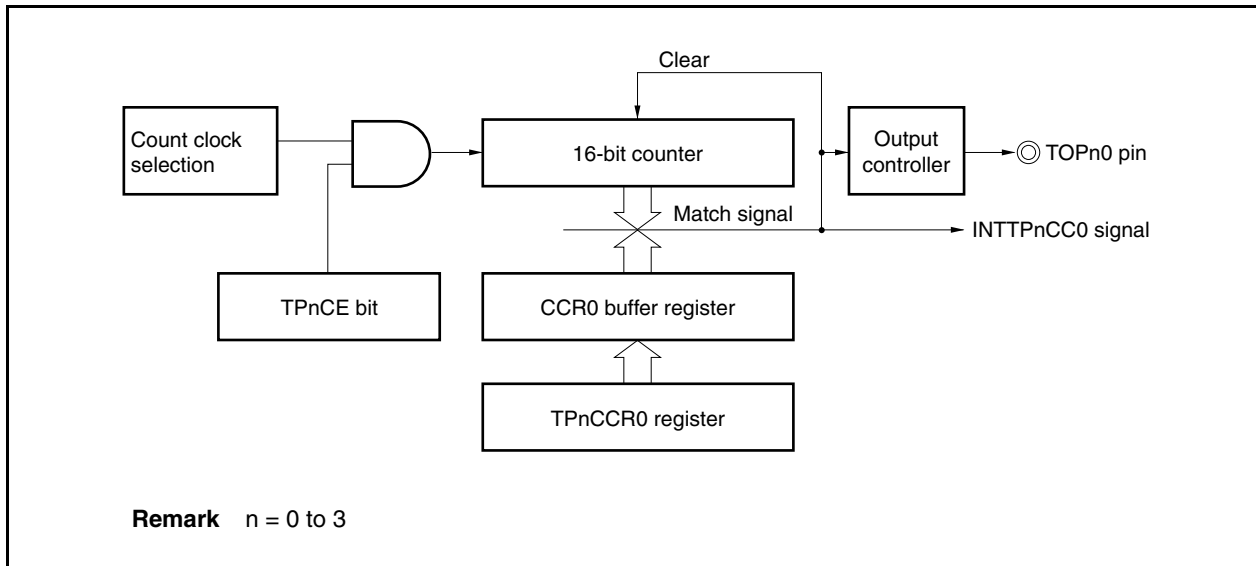 Clear
Count clock
selection
16-bit counter
Output
controller
TOPn0 pin
Match signal
INTTPnCC0 signal
TPnCE bit
CCR0 buffer register
TPnCCR0 register
Remark n = 0 to 3